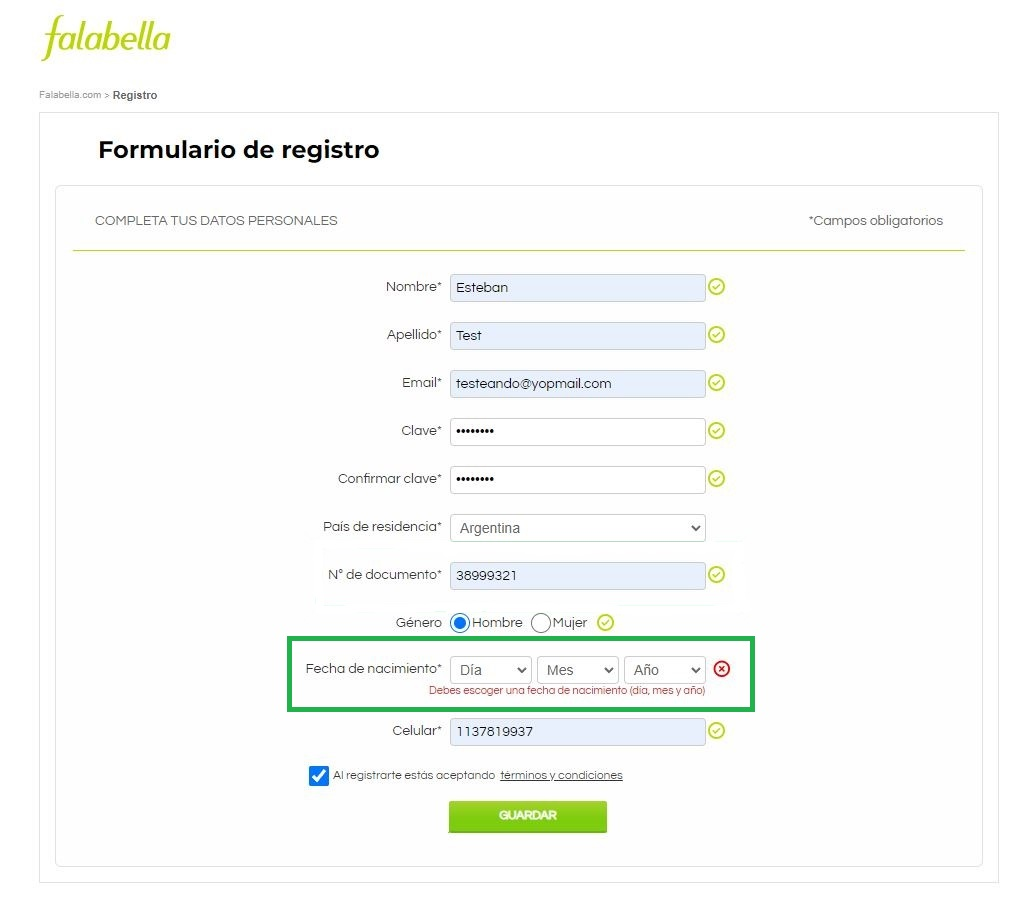 falabella
Falabella.com > Registro
Formulario de registro
COMPLETA TUS DATOS PERSONALES *Campos obligatorios
Nombre* Esteban
Apellido* Test
Email* testeando@yopmail.com
Clave* ••••••••
Confirmar clave* ••••••••
País de residencia* Argentina
N° de documento* 38999321
Género Hombre Mujer
Fecha de nacimiento* Día Mes Año
Debes escoger una fecha de nacimiento (día, mes y año)
Celular* 1137819937
Al registrarte estás aceptando términos y condiciones
GUARDAR